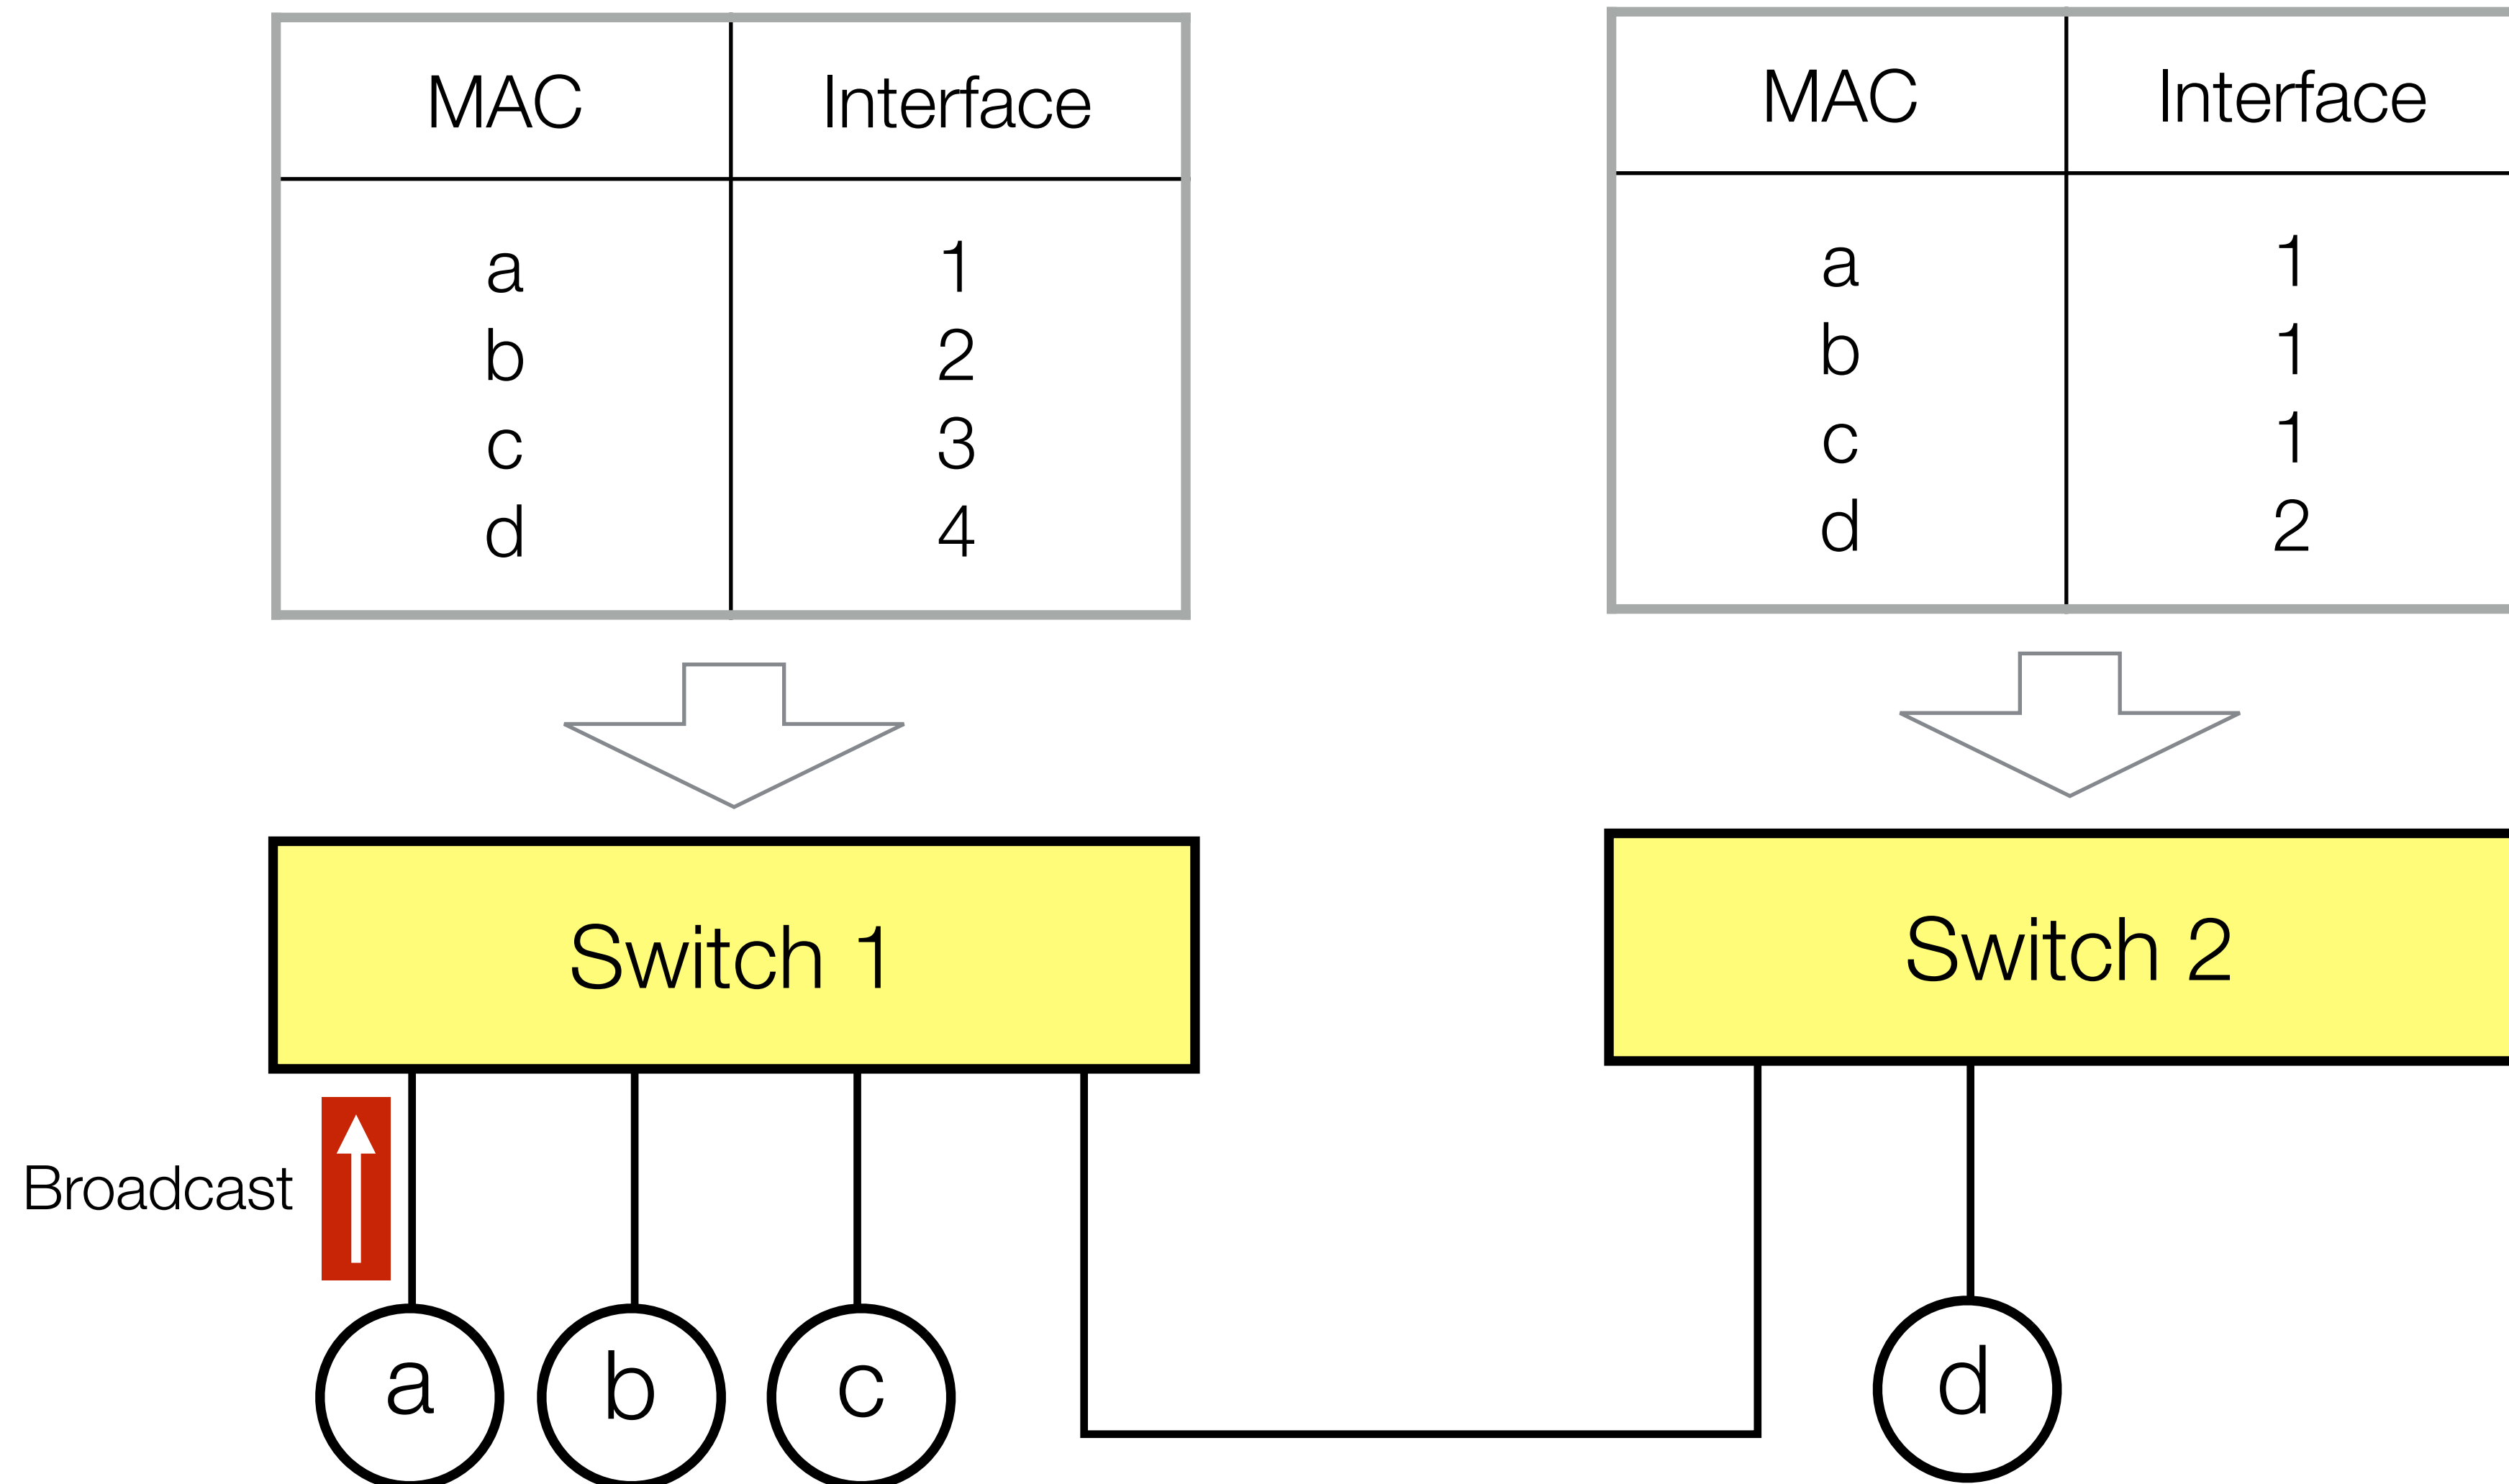 MAC Interface
a 1
b 2
c 3
d 4
MAC Interface
a 1
b 1
c 1
d 2
Switch 1
Switch 2
Broadcast
a b c d